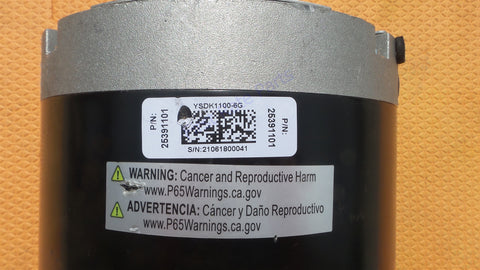 YSDK1100-6G
P/N:
25391101
P/N:
25391101
S/N:21061800041
WARNING: Cancer and Reproductive Harm
www.P65Warnings.ca.gov
ADVERTENCIA: Cáncer y Daño Reproductivo
www.P65Warnings.ca.gov